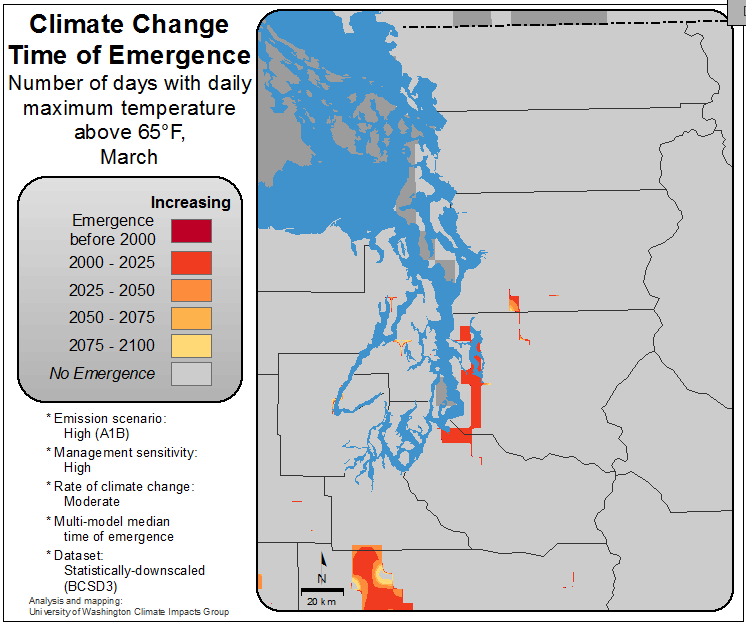 Climate Change
Time of Emergence
Number of days with daily
maximum temperature
above 65°F,
March
Increasing
Emergence
before 2000
2000 - 2025
2025 - 2050
2050 - 2075
2075 - 2100
No Emergence
* Emission scenario:
High (A1B)
* Management sensitivity:
High
* Rate of climate change:
Moderate
* Multi-model median
time of emergence
* Dataset:
Statistically-downscaled
(BCSD3)
Analysis and mapping:
University of Washington Climate Impacts Group
N
20 km